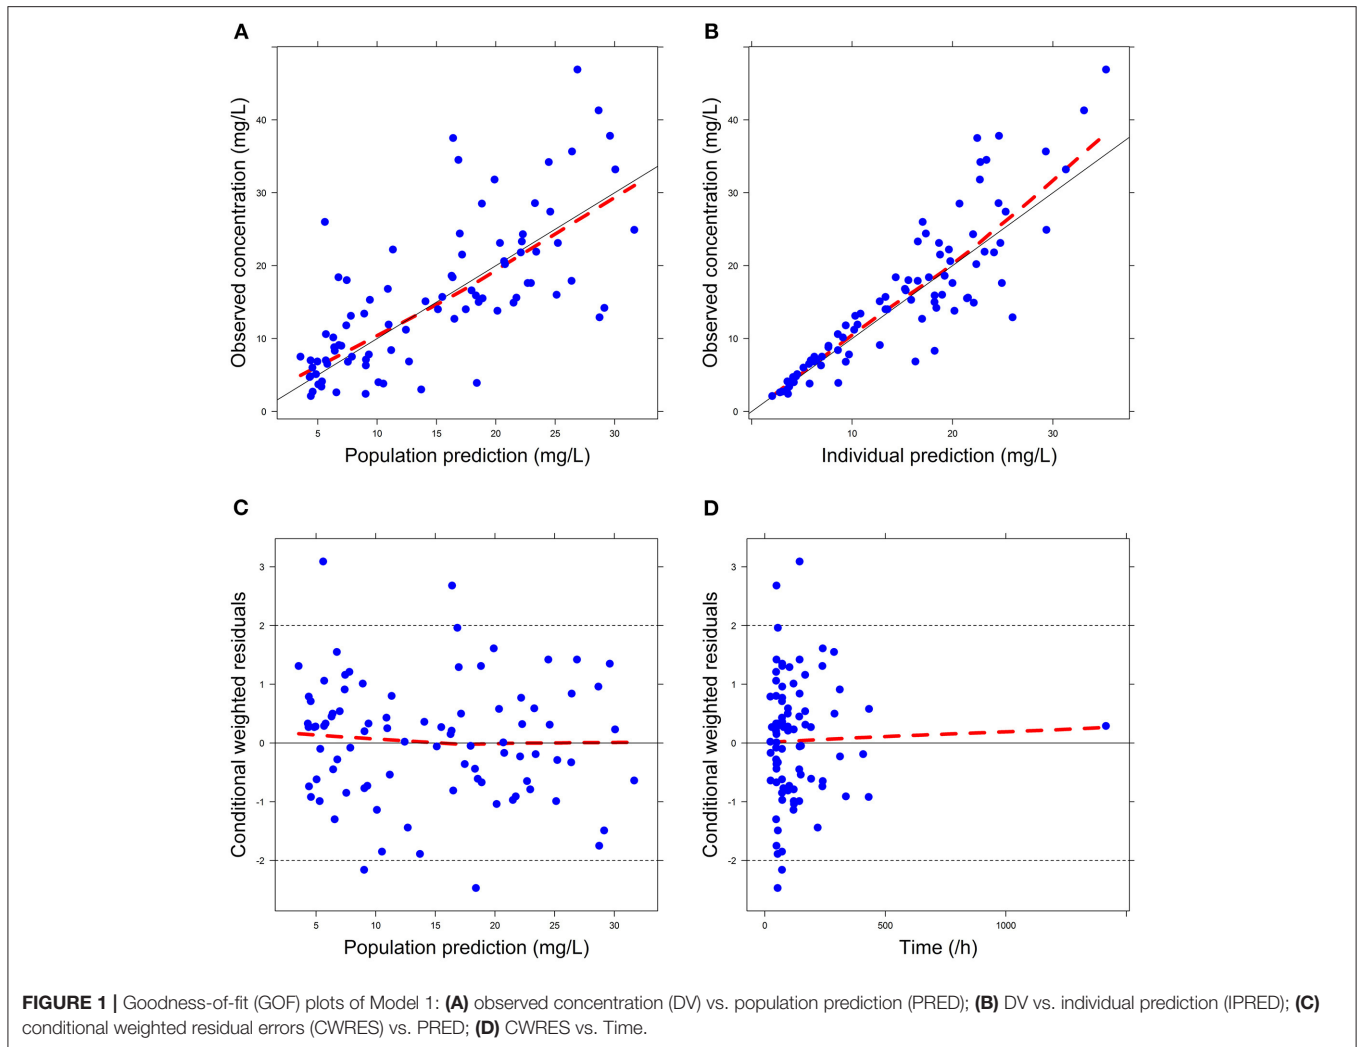 A
B
Observed concentration (mg/L)
40
30
20
10
0
5 10 15 20 25 30
Population prediction (mg/L)
Observed concentration (mg/L)
40
30
20
10
0
10 20 30
Individual prediction (mg/L)
C
D
Conditional weighted residuals
3
2
1
0
-1
-2
5 10 15 20 25 30
Population prediction (mg/L)
Conditional weighted residuals
3
2
1
0
-1
-2
0 500 1000
Time (/h)
FIGURE 1 | Goodness-of-fit (GOF) plots of Model 1: (A) observed concentration (DV) vs. population prediction (PRED); (B) DV vs. individual prediction (IPRED); (C)
conditional weighted residual errors (CWRES) vs. PRED; (D) CWRES vs. Time.